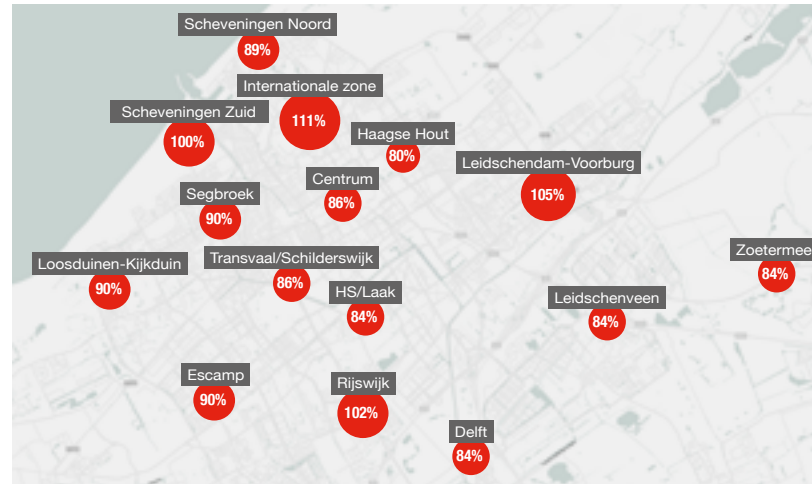 Scheveningen Noord
89%
Internationale zone
111%
Scheveningen Zuid
100%
Haagse Hout
80%
Leidschendam-Voorburg
105%
Centrum
86%
Segbroek
90%
Zoetermee
84%
Transvaal/Schilderswijk
86%
Loosduinen-Kijkduin
90%
HS/Laak
84%
Leidschenveen
84%
Escamp
90%
Rijswijk
102%
Delft
84%